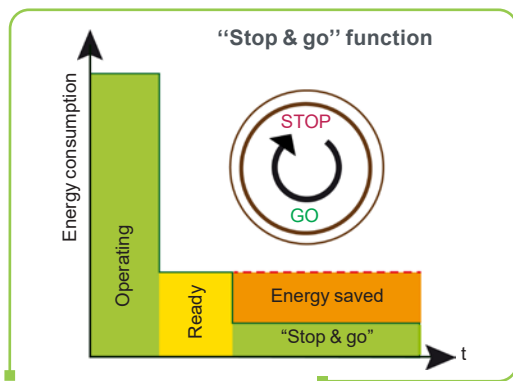 “Stop & go” function
Energy consumption
STOP
GO
Operating
Ready
Energy saved
“Stop & go”
t